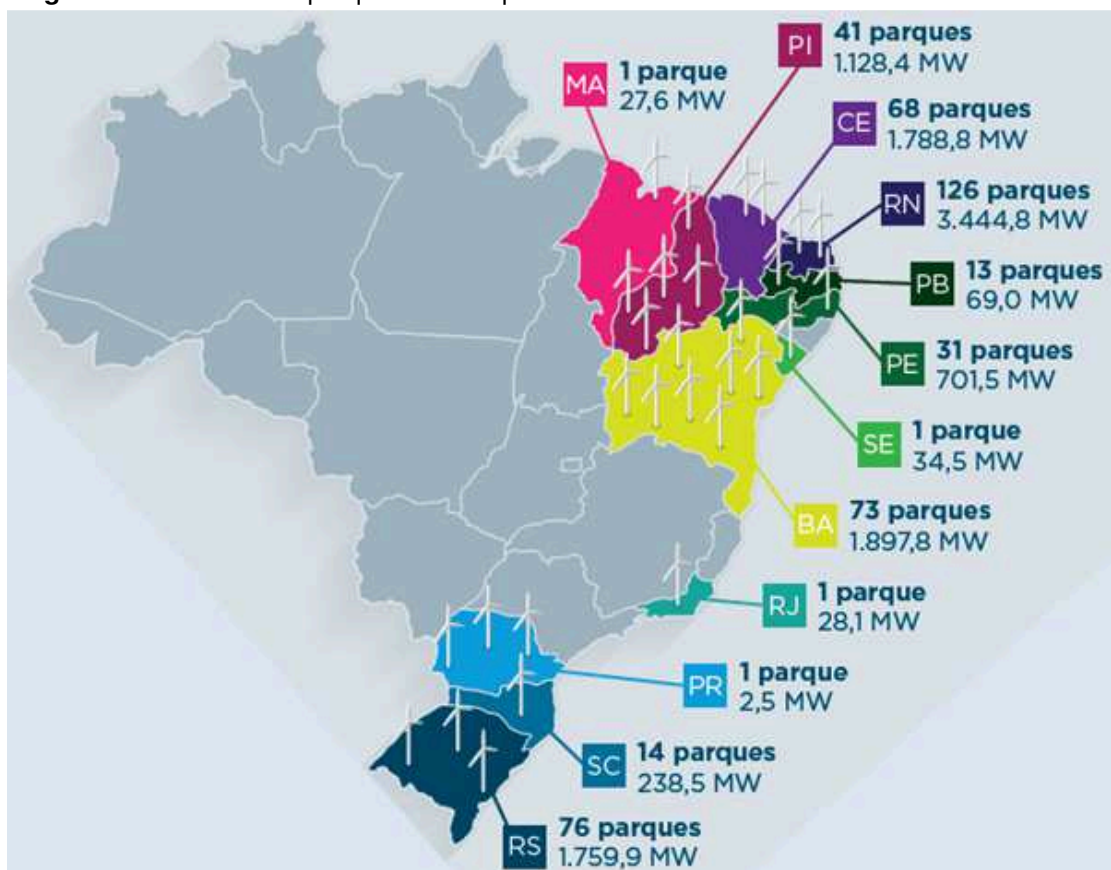 PI
41 parques
1.128,4 MW
MA
1 parque
27,6 MW
CE
68 parques
1.788,8 MW
RN
126 parques
3.444,8 MW
PB
13 parques
69,0 MW
PE
31 parques
701,5 MW
SE
1 parque
34,5 MW
BA
73 parques
1.897,8 MW
RJ
1 parque
28,1 MW
PR
1 parque
2,5 MW
SC
14 parques
238,5 MW
RS
76 parques
1.759,9 MW